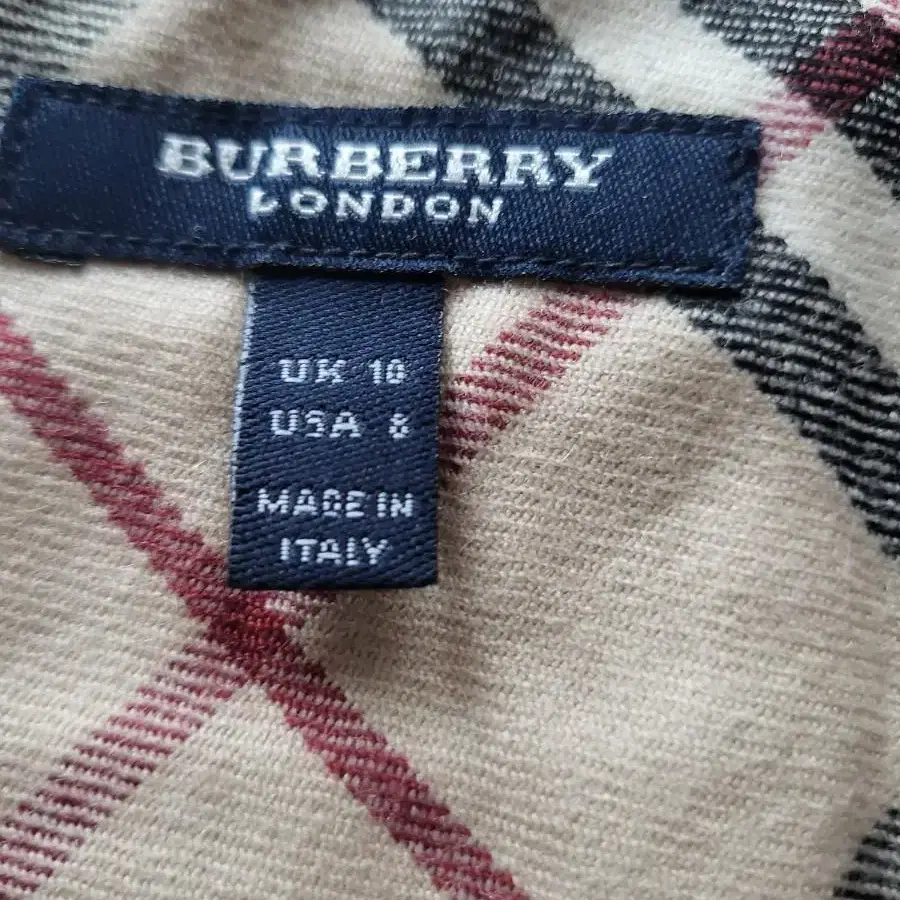 BURBERRY
LONDON
UK 10
USA 8
MADE IN
ITALY